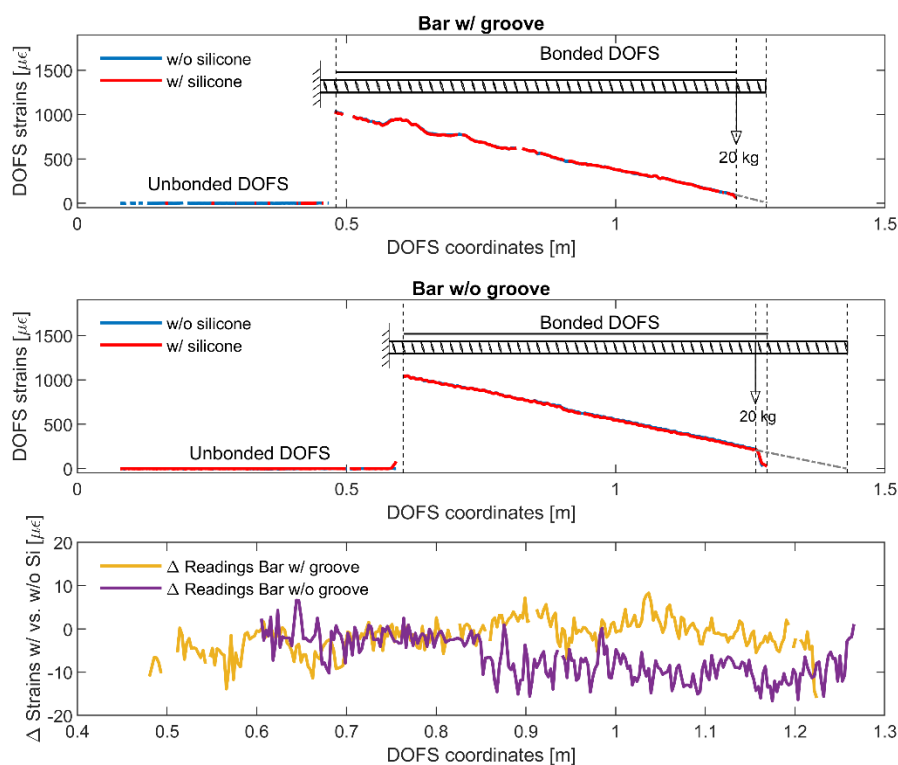 Bar w/ groove
DOFS strains [με]
1500
1000
500
0
w/o silicone
w/ silicone
Bonded DOFS
20 kg
Unbonded DOFS
0 0.5 1 1.5
DOFS coordinates [m]
Bar w/o groove
DOFS strains [με]
1500
1000
500
0
w/o silicone
w/ silicone
Bonded DOFS
20 kg
Unbonded DOFS
0 0.5 1 1.5
DOFS coordinates [m]
Δ Strains w/ vs. w/o Si [με]
20
10
0
-10
-20
Δ Readings Bar w/ groove
Δ Readings Bar w/o groove
0.4 0.5 0.6 0.7 0.8 0.9 1.0 1.1 1.2 1.3
DOFS coordinates [m]